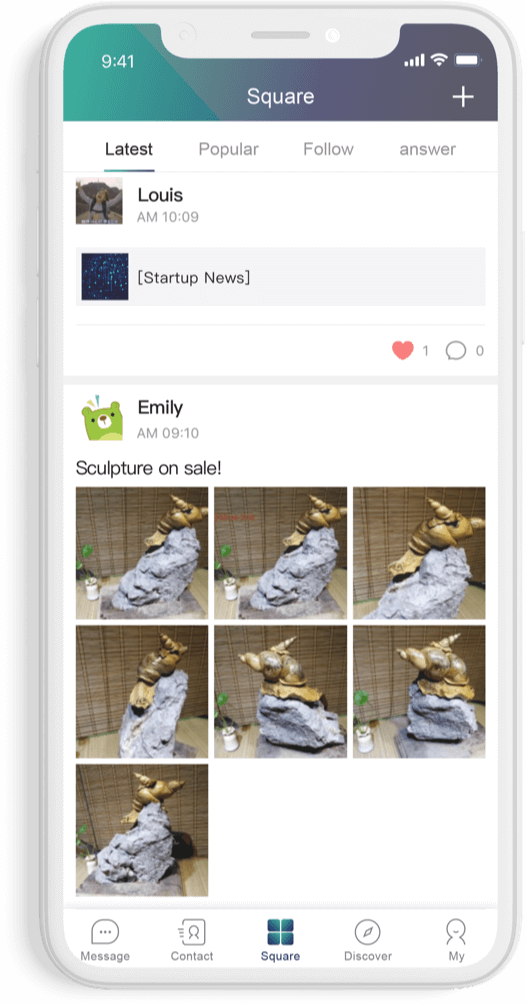 9:41
Square
Latest Popular Follow answer
Louis
AM 10:09
[Startup News]
1 0
Emily
AM 09:10
Sculpture on sale!
Message Contact Square Discover My